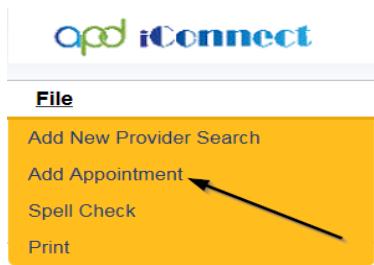 apd iConnect
File
Add New Provider Search
Add Appointment
Spell Check
Print